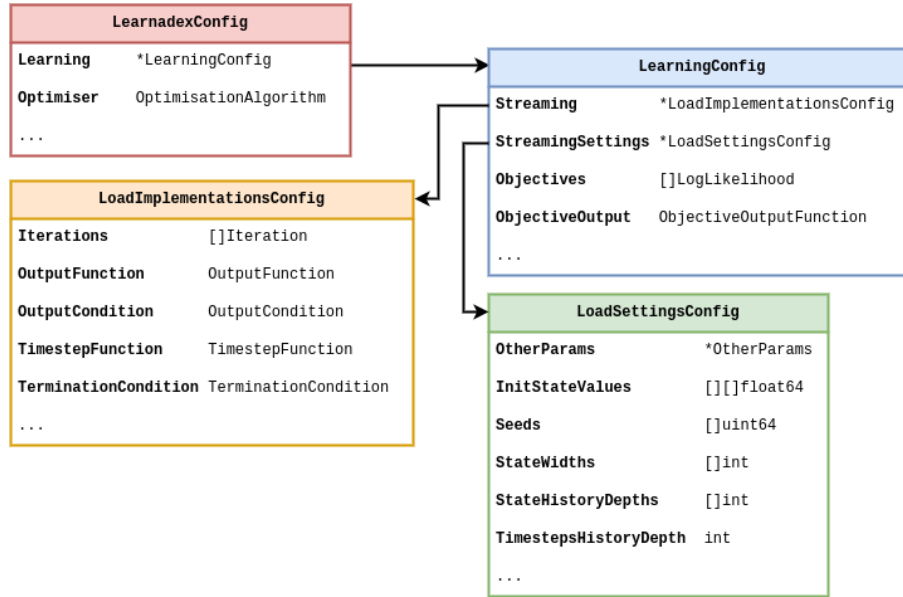 LearnadexConfig
Learning *LearningConfig
Optimiser OptimisationAlgorithm
...
LearningConfig
Streaming *LoadImplementationsConfig
StreamingSettings *LoadSettingsConfig
Objectives []LogLikelihood
ObjectiveOutput ObjectiveOutputFunction
...
LoadImplementationsConfig
Iterations []Iteration
OutputFunction OutputFunction
OutputCondition OutputCondition
TimestepFunction TimestepFunction
TerminationCondition TerminationCondition
...
LoadSettingsConfig
OtherParams *OtherParams
InitStateValues [][]float64
Seeds []uint64
StateWidths []int
StateHistoryDepths []int
TimestepsHistoryDepth int
...